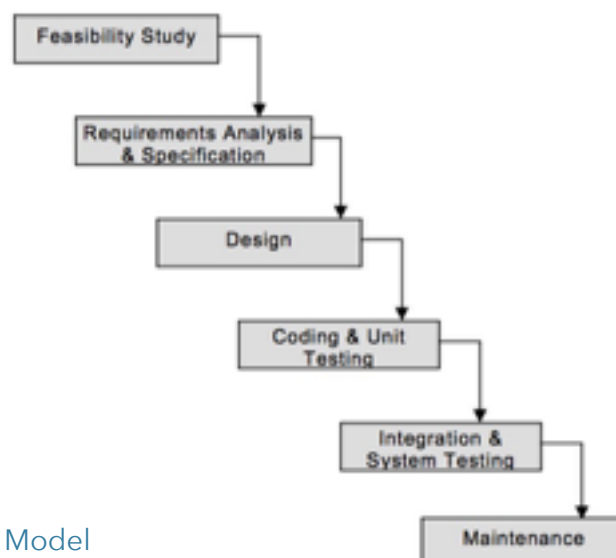 Feasibility Study
Requirements Analysis
& Specification
Design
Coding & Unit
Testing
Integration &
System Testing
Model
Maintenance